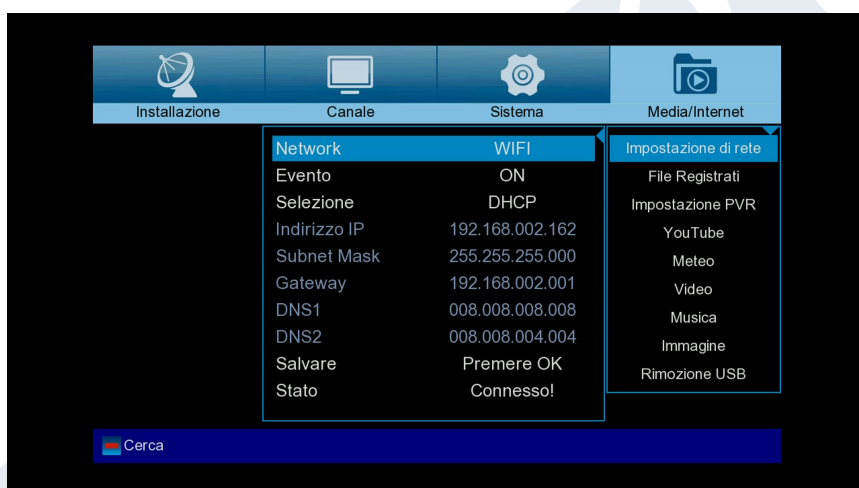 Installazione Canale Sistema Media/Internet
Network WIFI
Evento ON
Selezione DHCP
Indirizzo IP 192.168.002.162
Subnet Mask 255.255.255.000
Gateway 192.168.002.001
DNS1 008.008.008.008
DNS2 008.008.004.004
Salvare Premere OK
Stato Connesso!
Impostazione di rete
File Registrati
Impostazione PVR
YouTube
Meteo
Video
Musica
Immagine
Rimozione USB
Cerca